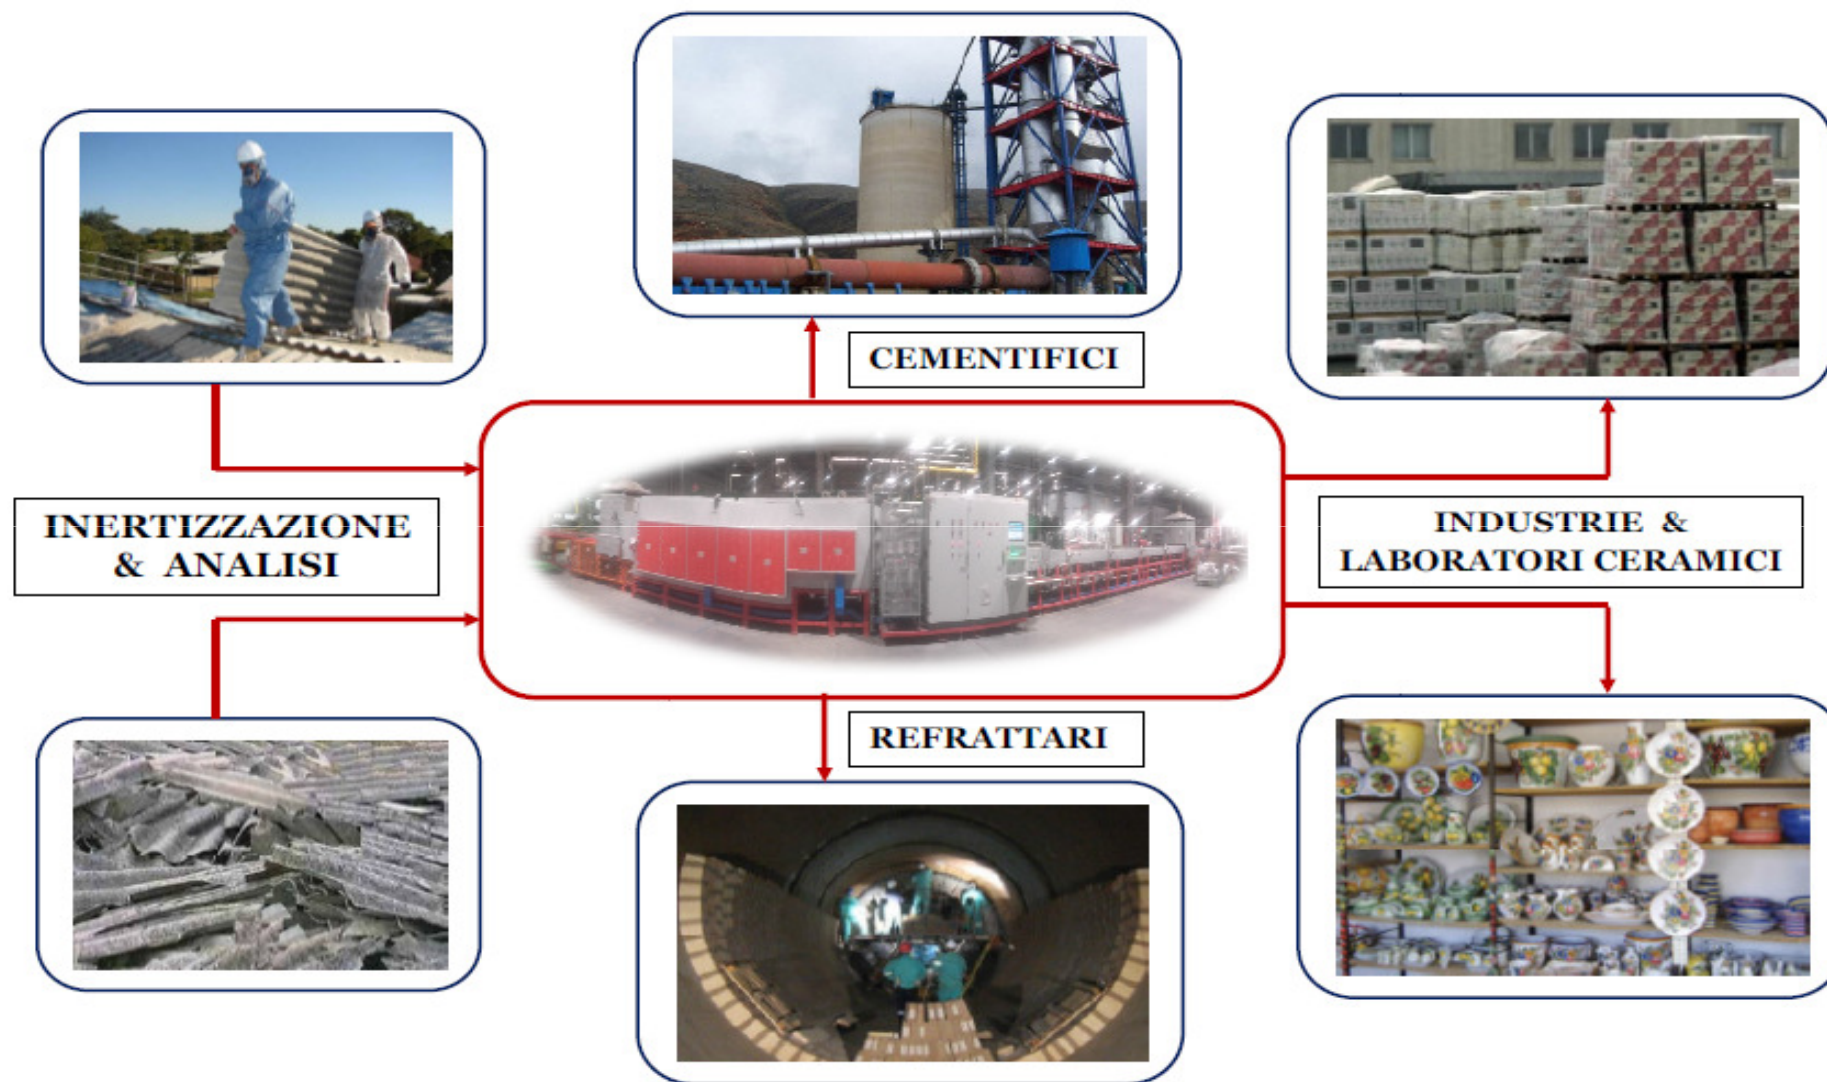 CEMENTIFICI
INERTIZZAZIONE
& ANALISI
INDUSTRIE &
LABORATORI CERAMICI
REFRATTARI